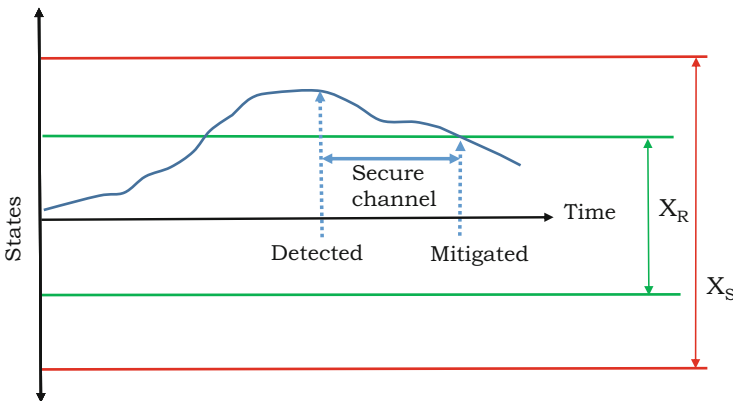 States
Secure
channel
Time
Detected
Mitigated
X_R
X_S